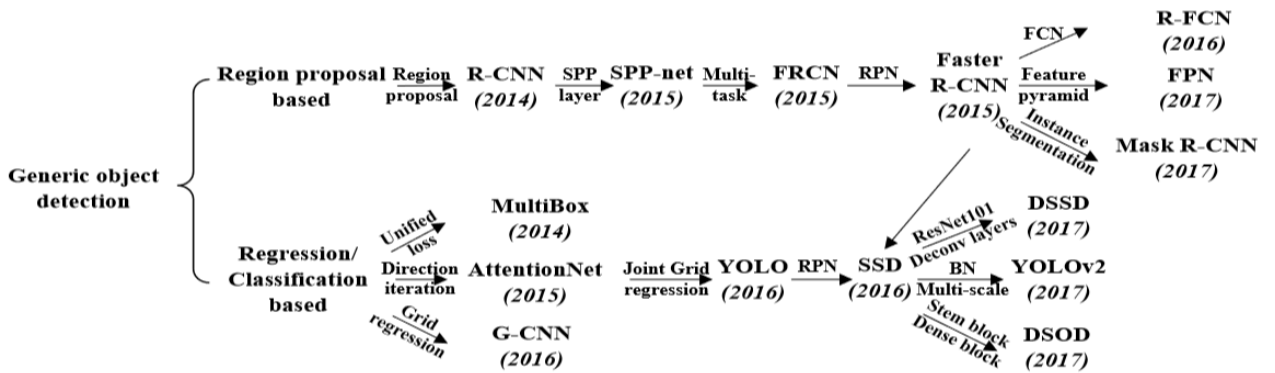 Generic object
detection
Region proposal
based
Region
proposal
R-CNN
(2014)
SPP
layer
SPP-net
(2015)
Multi-
task
FRCN
(2015)
RPN
Faster
R-CNN
(2015)
FCN
R-FCN
(2016)
Feature
pyramid
FPN
(2017)
Instance
Segmentation
Mask R-CNN
(2017)
Regression/
Classification
based
Unified
loss
MultiBox
(2014)
Direction
iteration
AttentionNet
(2015)
Grid
regression
G-CNN
(2016)
Joint Grid
regression
YOLO
(2016)
RPN
SSD
(2016)
ResNet101
Deconv layers
DSSD
(2017)
BN
Multi-scale
YOLOv2
(2017)
Stem block
Dense block
DSOD
(2017)